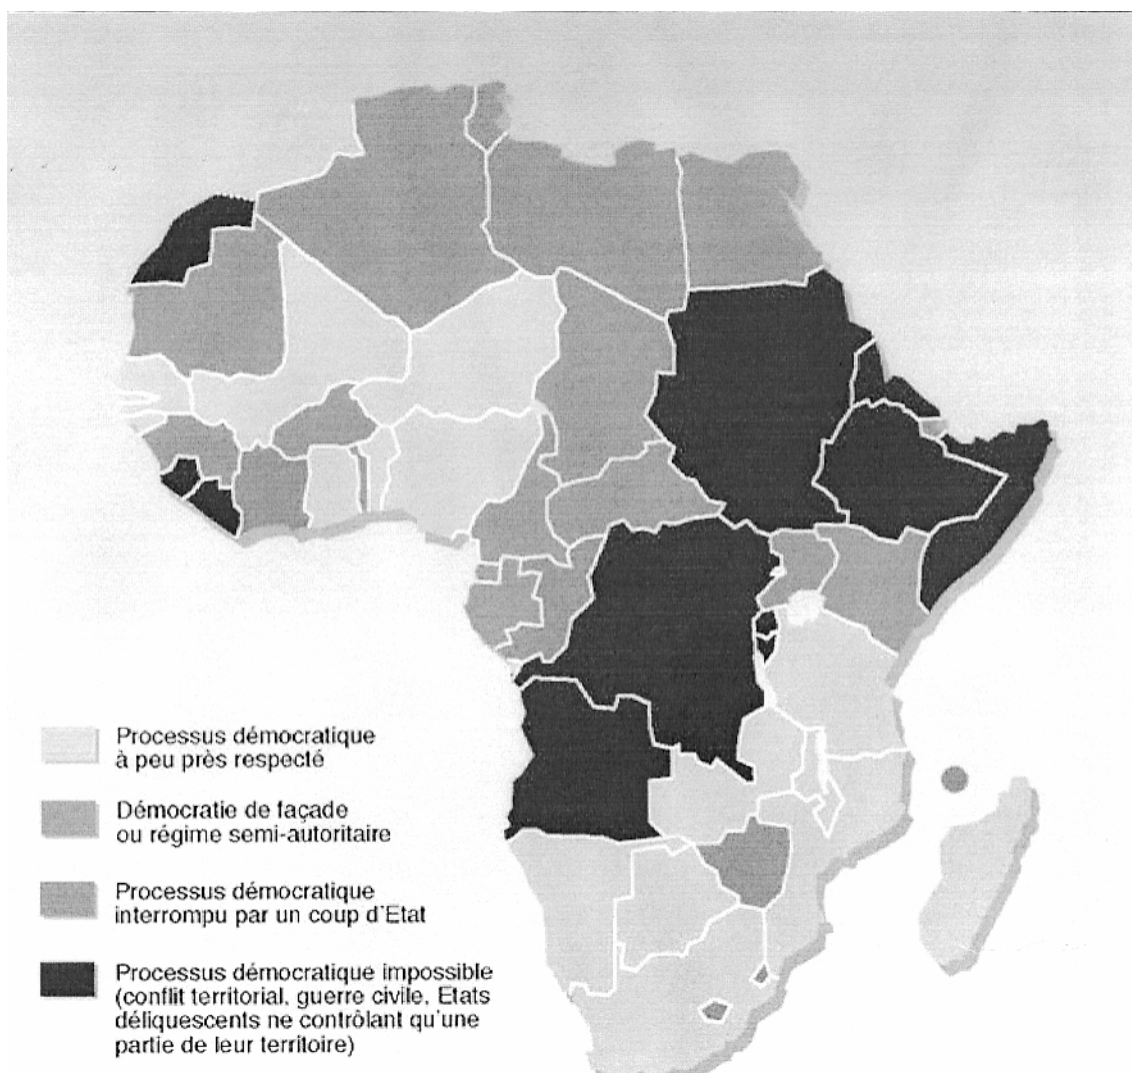 Processus démocratique
à peu près respecté
Démocratie de façade
ou régime semi-autoritaire
Processus démocratique
interrompu par un coup d'Etat
Processus démocratique impossible
(conflit territorial, guerre civile, Etats
déliquescents ne contrôlant qu'une
partie de leur territoire)